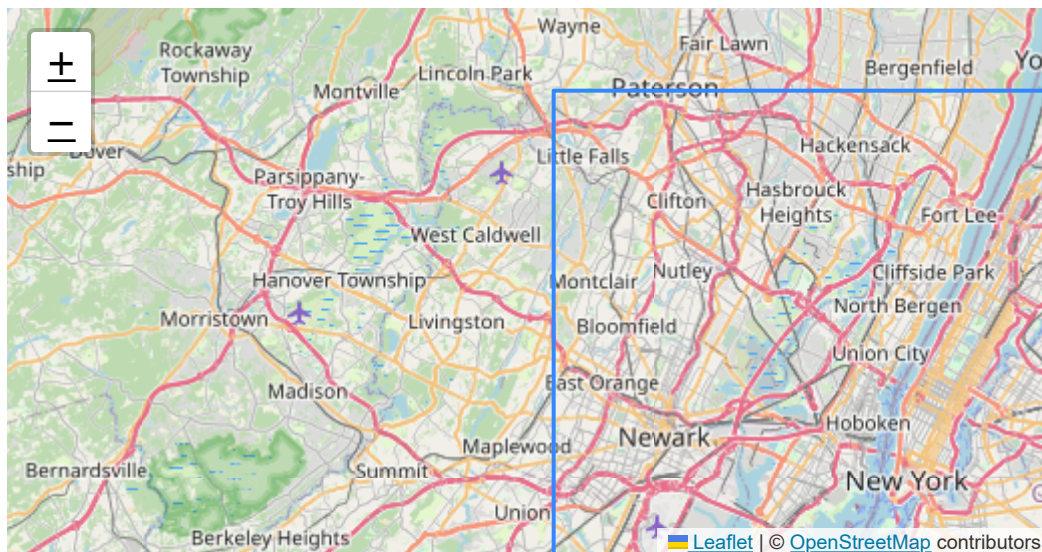 Wayne
Fair Lawn
Rockaway
Township
Lincoln Park
Bergenfield
Yo
+
Montville
Paterson
−
Dover
Hackensack
Little Falls
ship
Parsippany-
Troy Hills
Hasbrouck
Heights
Clifton
Fort Lee
West Caldwell
Nutley
Cliffside Park
Hanover Township
Montclair
North Bergen
Morristown
Livingston
Bloomfield
Union City
Madison
East Orange
Hoboken
Newark
Maplewood
Bernardsville
Summit
New York
Union
Berkeley Heights
Leaflet | © OpenStreetMap contributors